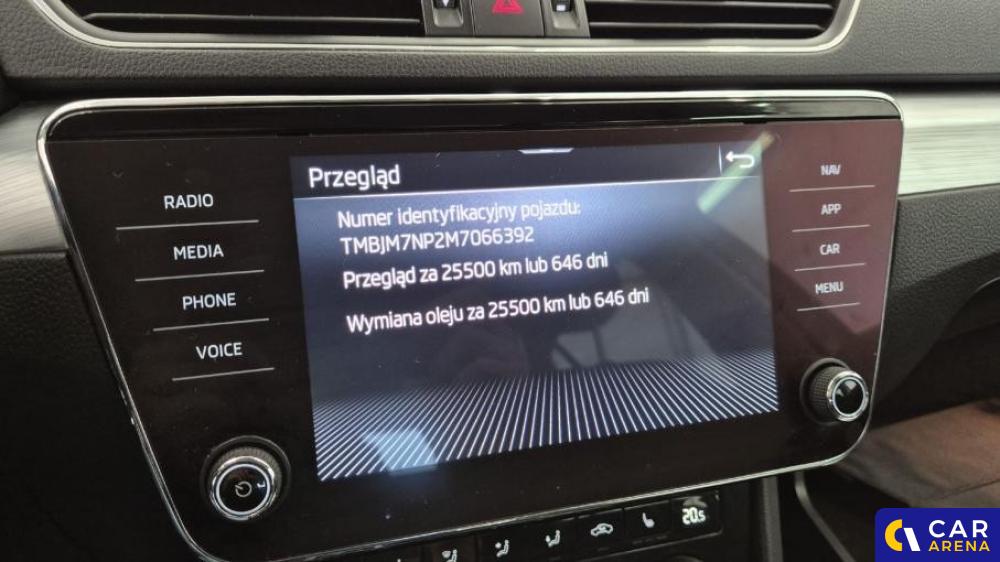 Przegląd
Numer identyfikacyjny pojazdu:
TMBJM7NP2M7066392
Przegląd za 25500 km lub 646 dni
Wymiana oleju za 25500 km lub 646 dni
RADIO
MEDIA
PHONE
VOICE
NAV
APP
CAR
MENU
20.5
CAR
ARENA